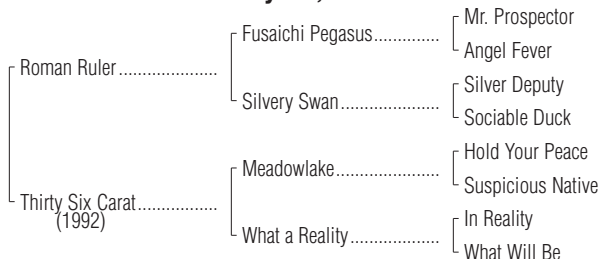 Mr. Prospector
Fusaichi Pegasus..............
Angel Fever
Roman Ruler .....................
Silver Deputy
Silvery Swan.....................
Sociable Duck
Hold Your Peace
Meadowlake......................
Suspicious Native
Thirty Six Carat.................
(1992)
In Reality
What a Reality...................
What Will Be